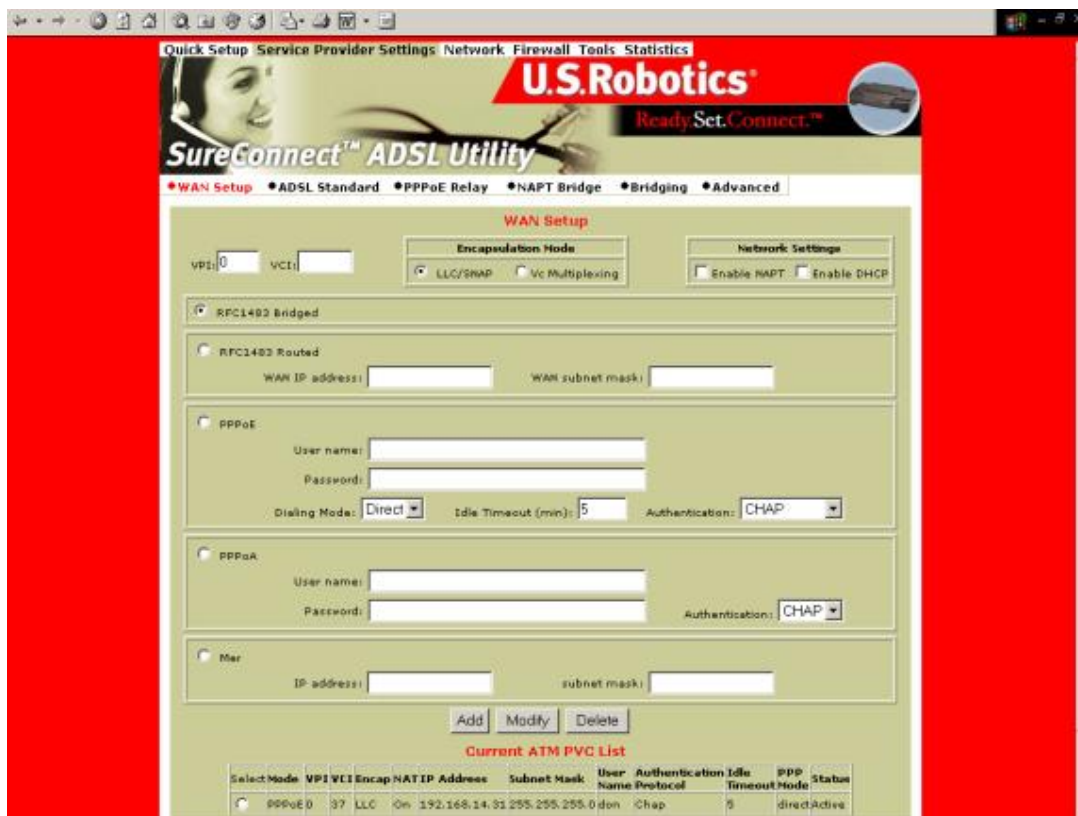 Quick Setup Service Provider Settings Network Firewall Tools Statistics
U.S.Robotics
Ready.Set.Connect.™
SureConnect™ ADSL Utility
WAN Setup ADSL Standard PPPoE Relay NAPT Bridge Bridging Advanced
WAN Setup
Encapsulation Mode Network Settings
VPI: 0 VCI: LLC/SNAP Vc Multiplexing Enable NAPT Enable DHCP
RFC1483 Bridged
RFC1483 Routed
WAN IP address: WAN subnet mask:
PPPoE
User name:
Password:
Dialing Mode: Direct Idle Timeout (min): 5 Authentication: CHAP
PPPoA
User name:
Password: Authentication: CHAP
Mer
IP address: subnet mask:
Add Modify Delete
Current ATM PVC List
Select Mode VPI VCI Encap NAT IP Address Subnet Mask User Name Authentication Protocol Idle Timeout PPP Mode Status
PPPoE 0 37 LLC On 192.168.14.31 255.255.255.0 don Chap 5 direct Active